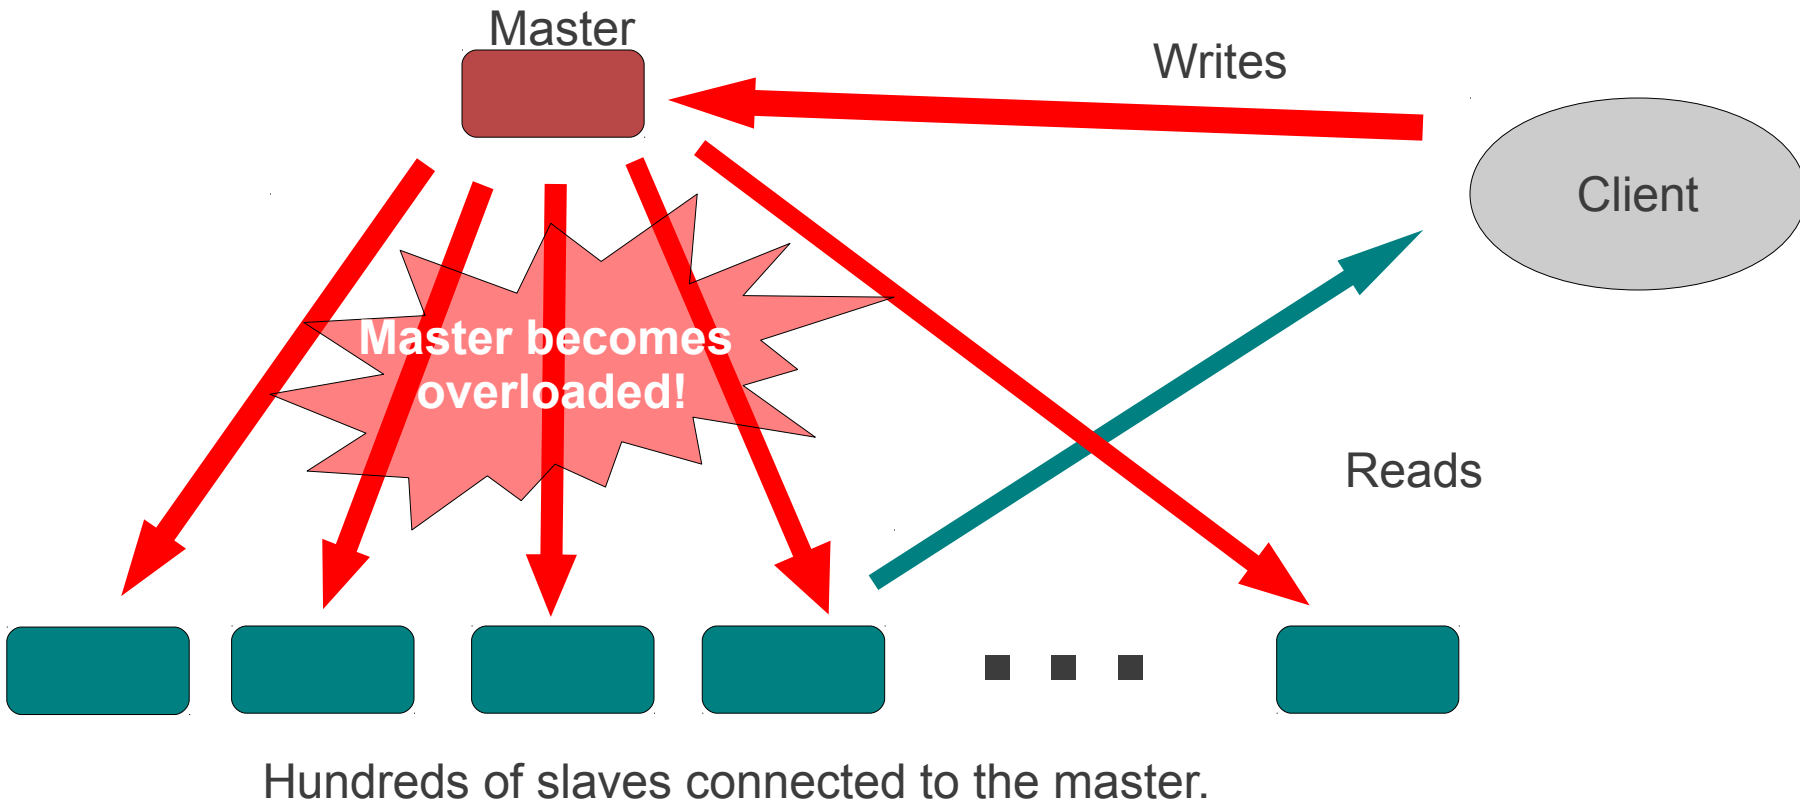 Master
Writes
Client
Master becomes
overloaded!
Reads
Hundreds of slaves connected to the master.